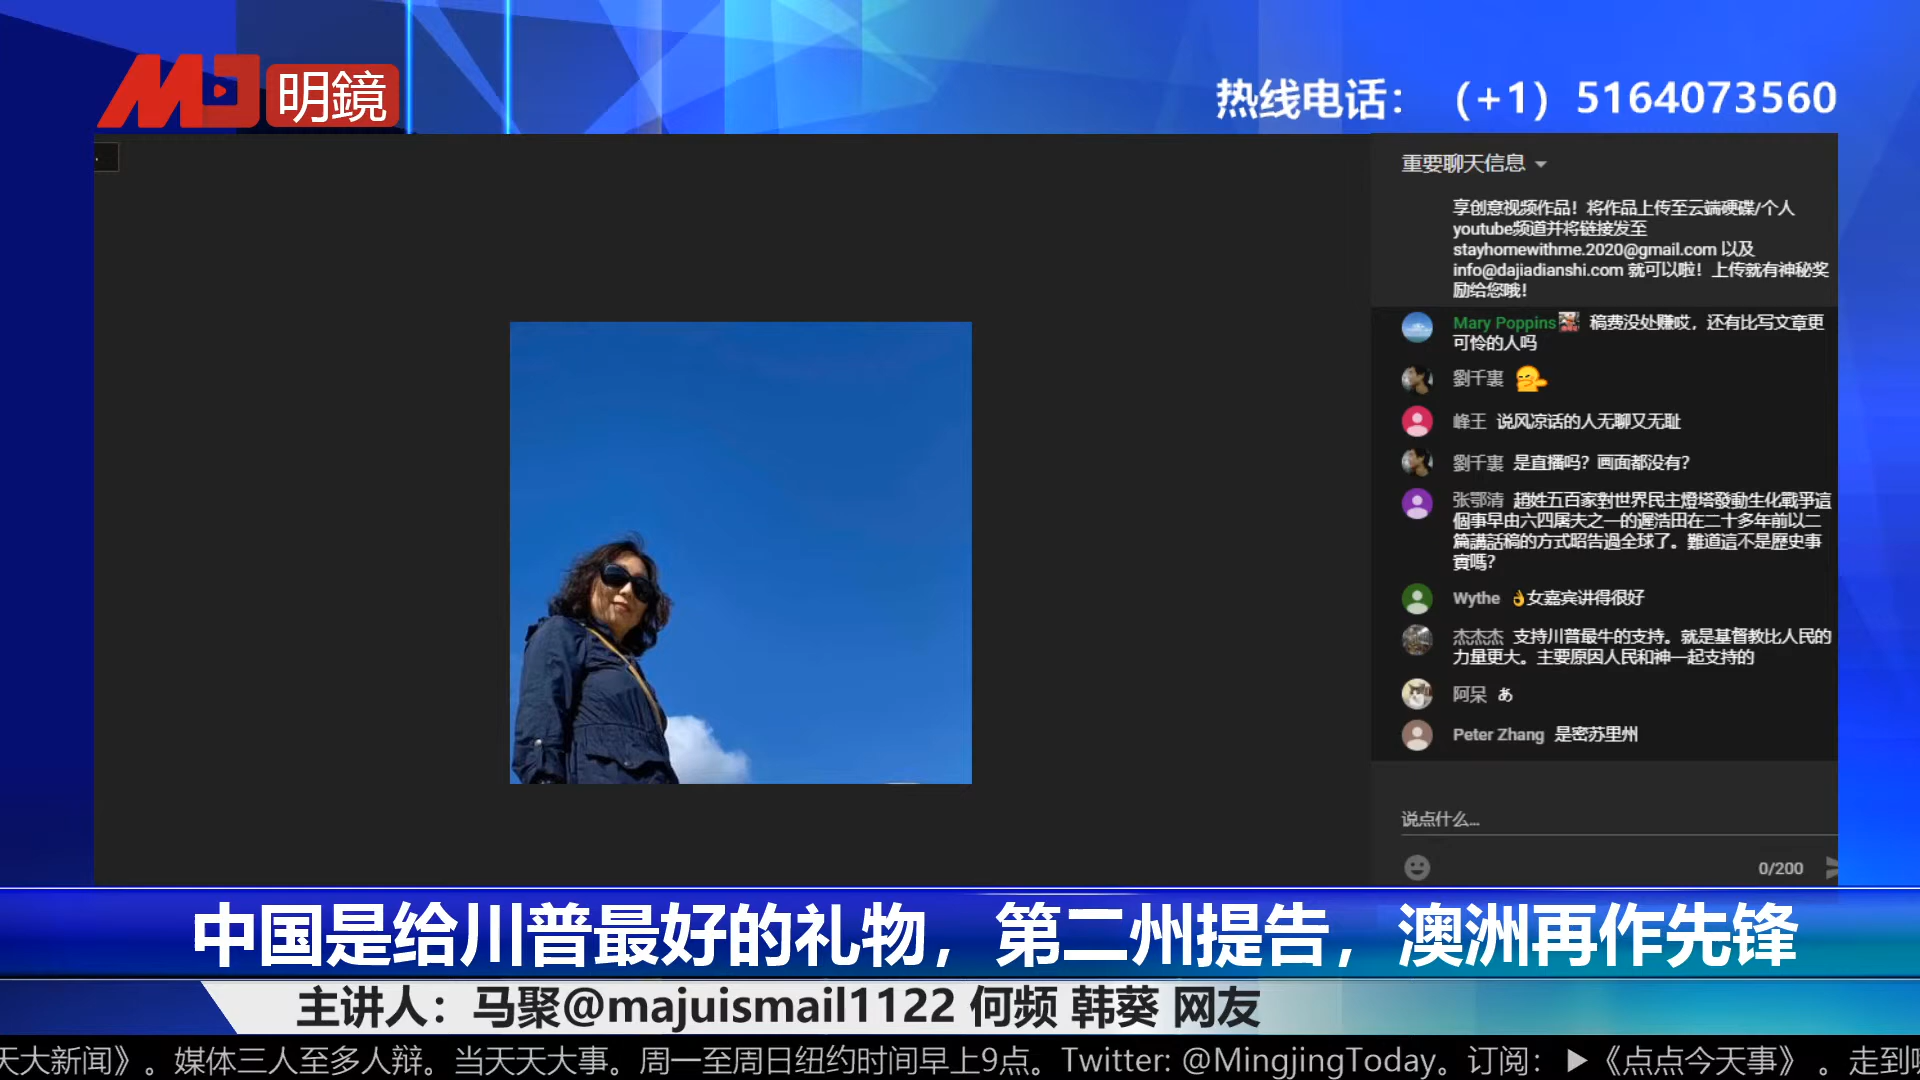 MJ 明鏡
热线电话：（+1）5164073560
重要聊天信息
享创意视频作品！将作品上传至云端硬碟/个人
youtube频道并将链接发至
stayhomewithme.2020@gmail.com 以及
info@dajiadianshi.com 就可以啦！上传就有神秘奖
励给您哦！
Mary Poppins 稿费没处赚哎，还有比写文章更
可怜的人吗
劉千裏
峰王 说风凉话的人无聊又无耻
劉千裏 是直播吗？画面都没有？
张鄂清 趙姓五百家對世界民主燈塔發動生化戰爭這
個事早由六四屠夫之一的遲浩田在二十多年前以二
篇講話稿的方式昭告過全球了。難道這不是歷史事
實嗎？
Wythe 👌女嘉宾讲得很好
杰杰杰 支持川普最牛的支持。就是基督教比人民的
力量更大。主要原因人民和神一起支持的
阿呆 あ
Peter Zhang 是密苏里州
说点什么...
0/200
中国是给川普最好的礼物，第二州提告，澳洲再作先锋
主讲人：马聚@majuismail1122 何频 韩葵 网友
天大新闻》。媒体三人至多人辩。当天天大事。周一至周日纽约时间早上9点。Twitter: @MingjingToday。订阅：▶《点点今天事》 。走到哪